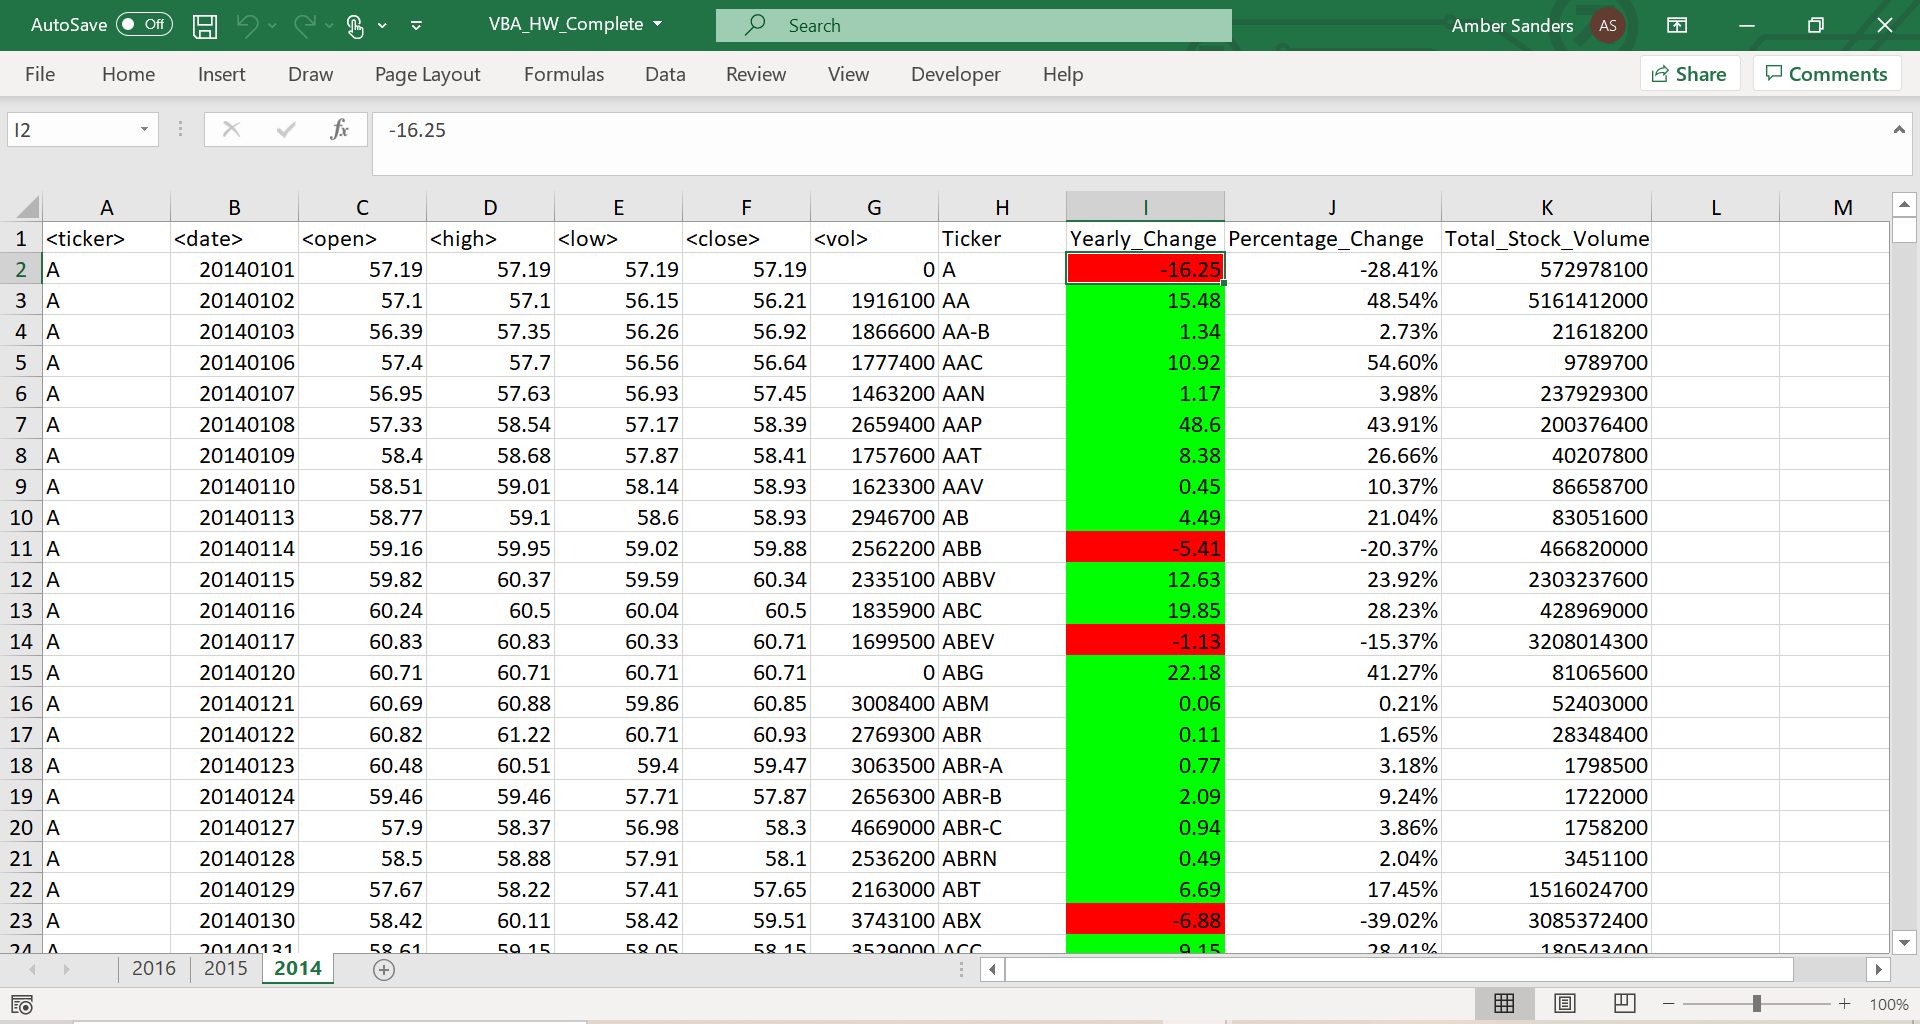 AutoSave Off VBA_HW_Complete Search Amber Sanders AS
File Home Insert Draw Page Layout Formulas Data Review View Developer Help Share Comments
I2 fx -16.25
A B C D E F G H I J K L M
1 <ticker> <date> <open> <high> <low> <close> <vol> Ticker Yearly_Change Percentage_Change Total_Stock_Volume
2 A 20140101 57.19 57.19 57.19 57.19 0 A -16.25 -28.41% 572978100
3 A 20140102 57.1 57.1 56.15 56.21 1916100 AA 15.48 48.54% 5161412000
4 A 20140103 56.39 57.35 56.26 56.92 1866600 AA-B 1.34 2.73% 21618200
5 A 20140106 57.4 57.7 56.56 56.64 1777400 AAC 10.92 54.60% 9789700
6 A 20140107 56.95 57.63 56.93 57.45 1463200 AAN 1.17 3.98% 237929300
7 A 20140108 57.33 58.54 57.17 58.39 2659400 AAP 48.6 43.91% 200376400
8 A 20140109 58.4 58.68 57.87 58.41 1757600 AAT 8.38 26.66% 40207800
9 A 20140110 58.51 59.01 58.14 58.93 1623300 AAV 0.45 10.37% 86658700
10 A 20140113 58.77 59.1 58.6 58.93 2946700 AB 4.49 21.04% 83051600
11 A 20140114 59.16 59.95 59.02 59.88 2562200 ABB -5.41 -20.37% 466820000
12 A 20140115 59.82 60.37 59.59 60.34 2335100 ABBV 12.63 23.92% 2303237600
13 A 20140116 60.24 60.5 60.04 60.5 1835900 ABC 19.85 28.23% 428969000
14 A 20140117 60.83 60.83 60.33 60.71 1699500 ABEV -1.13 -15.37% 3208014300
15 A 20140120 60.71 60.71 60.71 60.71 0 ABG 22.18 41.27% 81065600
16 A 20140121 60.69 60.88 59.86 60.85 3008400 ABM 0.06 0.21% 52403000
17 A 20140122 60.82 61.22 60.71 60.93 2769300 ABR 0.11 1.65% 28348400
18 A 20140123 60.48 60.51 59.4 59.47 3063500 ABR-A 0.77 3.18% 1798500
19 A 20140124 59.46 59.46 57.71 57.87 2656300 ABR-B 2.09 9.24% 1722000
20 A 20140127 57.9 58.37 56.98 58.3 4669000 ABR-C 0.94 3.86% 1758200
21 A 20140128 58.5 58.88 57.91 58.1 2536200 ABRN 0.49 2.04% 3451100
22 A 20140129 57.67 58.22 57.41 57.65 2163000 ABT 6.69 17.45% 1516024700
23 A 20140130 58.42 60.11 58.42 59.51 3743100 ABX -6.88 -39.02% 3085372400
24 A 20140131 58.61 59.15 58.05 58.15 3529000 ACC 9.15 28.41% 180543400
2016 2015 2014
100%